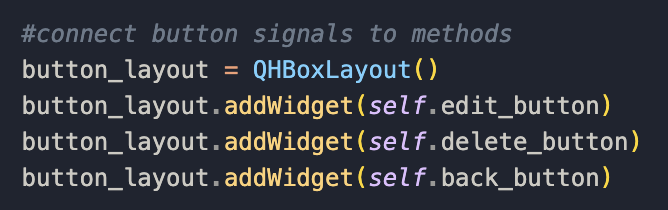 #connect button signals to methods
button_layout = QHBoxLayout()
button_layout.addWidget(self.edit_button)
button_layout.addWidget(self.delete_button)
button_layout.addWidget(self.back_button)